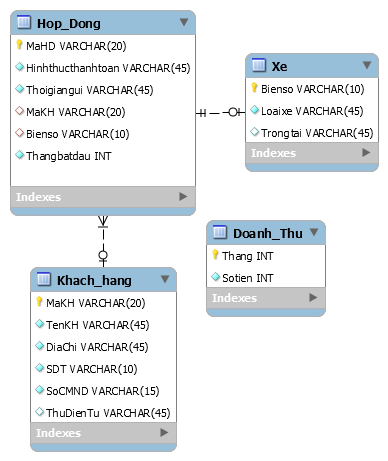 Hop_Dong
MaHD VARCHAR(20)
Hinhthucthanhtoan VARCHAR(45)
Thoigiangui VARCHAR(45)
MaKH VARCHAR(20)
Bienso VARCHAR(10)
Thangbatdau INT
Indexes
Xe
Bienso VARCHAR(10)
Loaixe VARCHAR(45)
Trongtai VARCHAR(45)
Indexes
Doanh_Thu
Thang INT
Sotien INT
Indexes
Khach_hang
MaKH VARCHAR(20)
TenKH VARCHAR(45)
DiaChi VARCHAR(45)
SDT VARCHAR(10)
SoCMND VARCHAR(15)
ThuDienTu VARCHAR(45)
Indexes